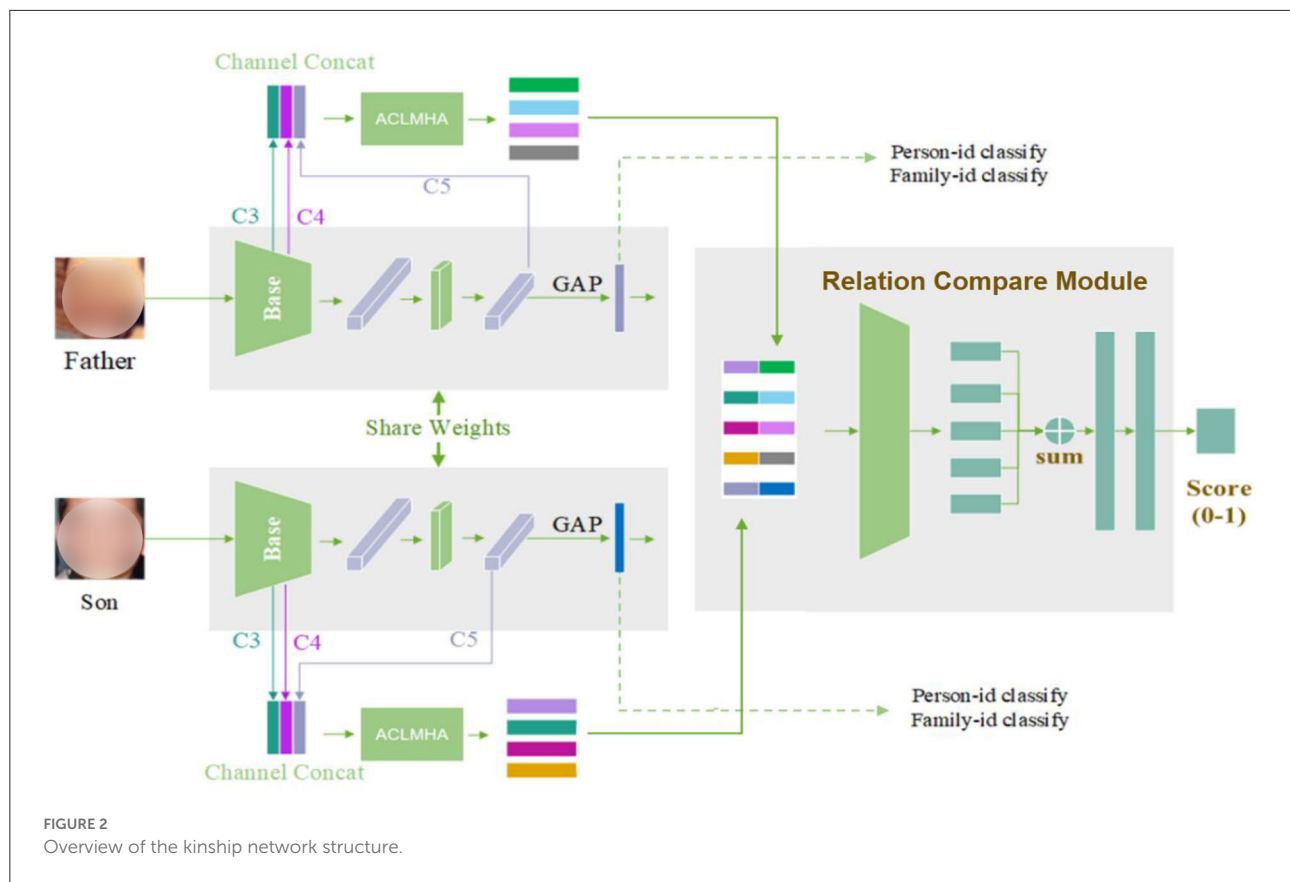 Channel Concat
ACLMHA
C5
C3
C4
Person-id classify
Family-id classify
Base
GAP
Father
Relation Compare Module
Share Weights
sum
Score
(0-1)
Base
GAP
Son
C3
C4
C5
Person-id classify
Family-id classify
ACLMHA
Channel Concat
FIGURE 2
Overview of the kinship network structure.